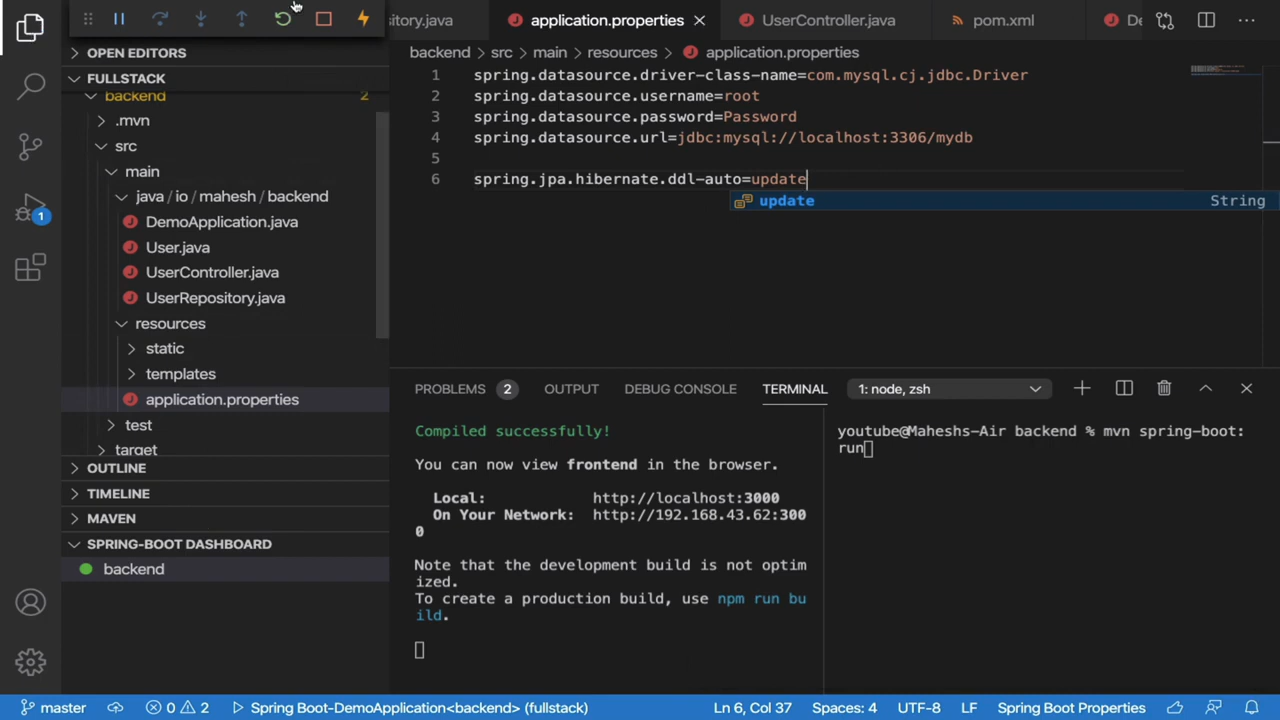 itory.java
application.properties
UserController.java
pom.xml
De
OPEN EDITORS
FULLSTACK
backend
2
.mvn
src
main
java / io / mahesh / backend
DemoApplication.java
User.java
UserController.java
UserRepository.java
resources
static
templates
application.properties
test
target
OUTLINE
TIMELINE
MAVEN
SPRING-BOOT DASHBOARD
backend
1
backend > src > main > resources > application.properties
1 spring.datasource.driver-class-name=com.mysql.cj.jdbc.Driver
2 spring.datasource.username=root
3 spring.datasource.password=Password
4 spring.datasource.url=jdbc:mysql://localhost:3306/mydb
5
6 spring.jpa.hibernate.ddl-auto=update
update String
PROBLEMS 2 OUTPUT DEBUG CONSOLE TERMINAL 1: node, zsh
Compiled successfully!
You can now view frontend in the browser.
Local: http://localhost:3000
On Your Network: http://192.168.43.62:300
0
Note that the development build is not optim
ized.
To create a production build, use npm run bu
ild.
youtube@Maheshs-Air backend % mvn spring-boot:
run
master 0 2 Spring Boot-DemoApplication<backend> (fullstack) Ln 6, Col 37 Spaces: 4 UTF-8 LF Spring Boot Properties